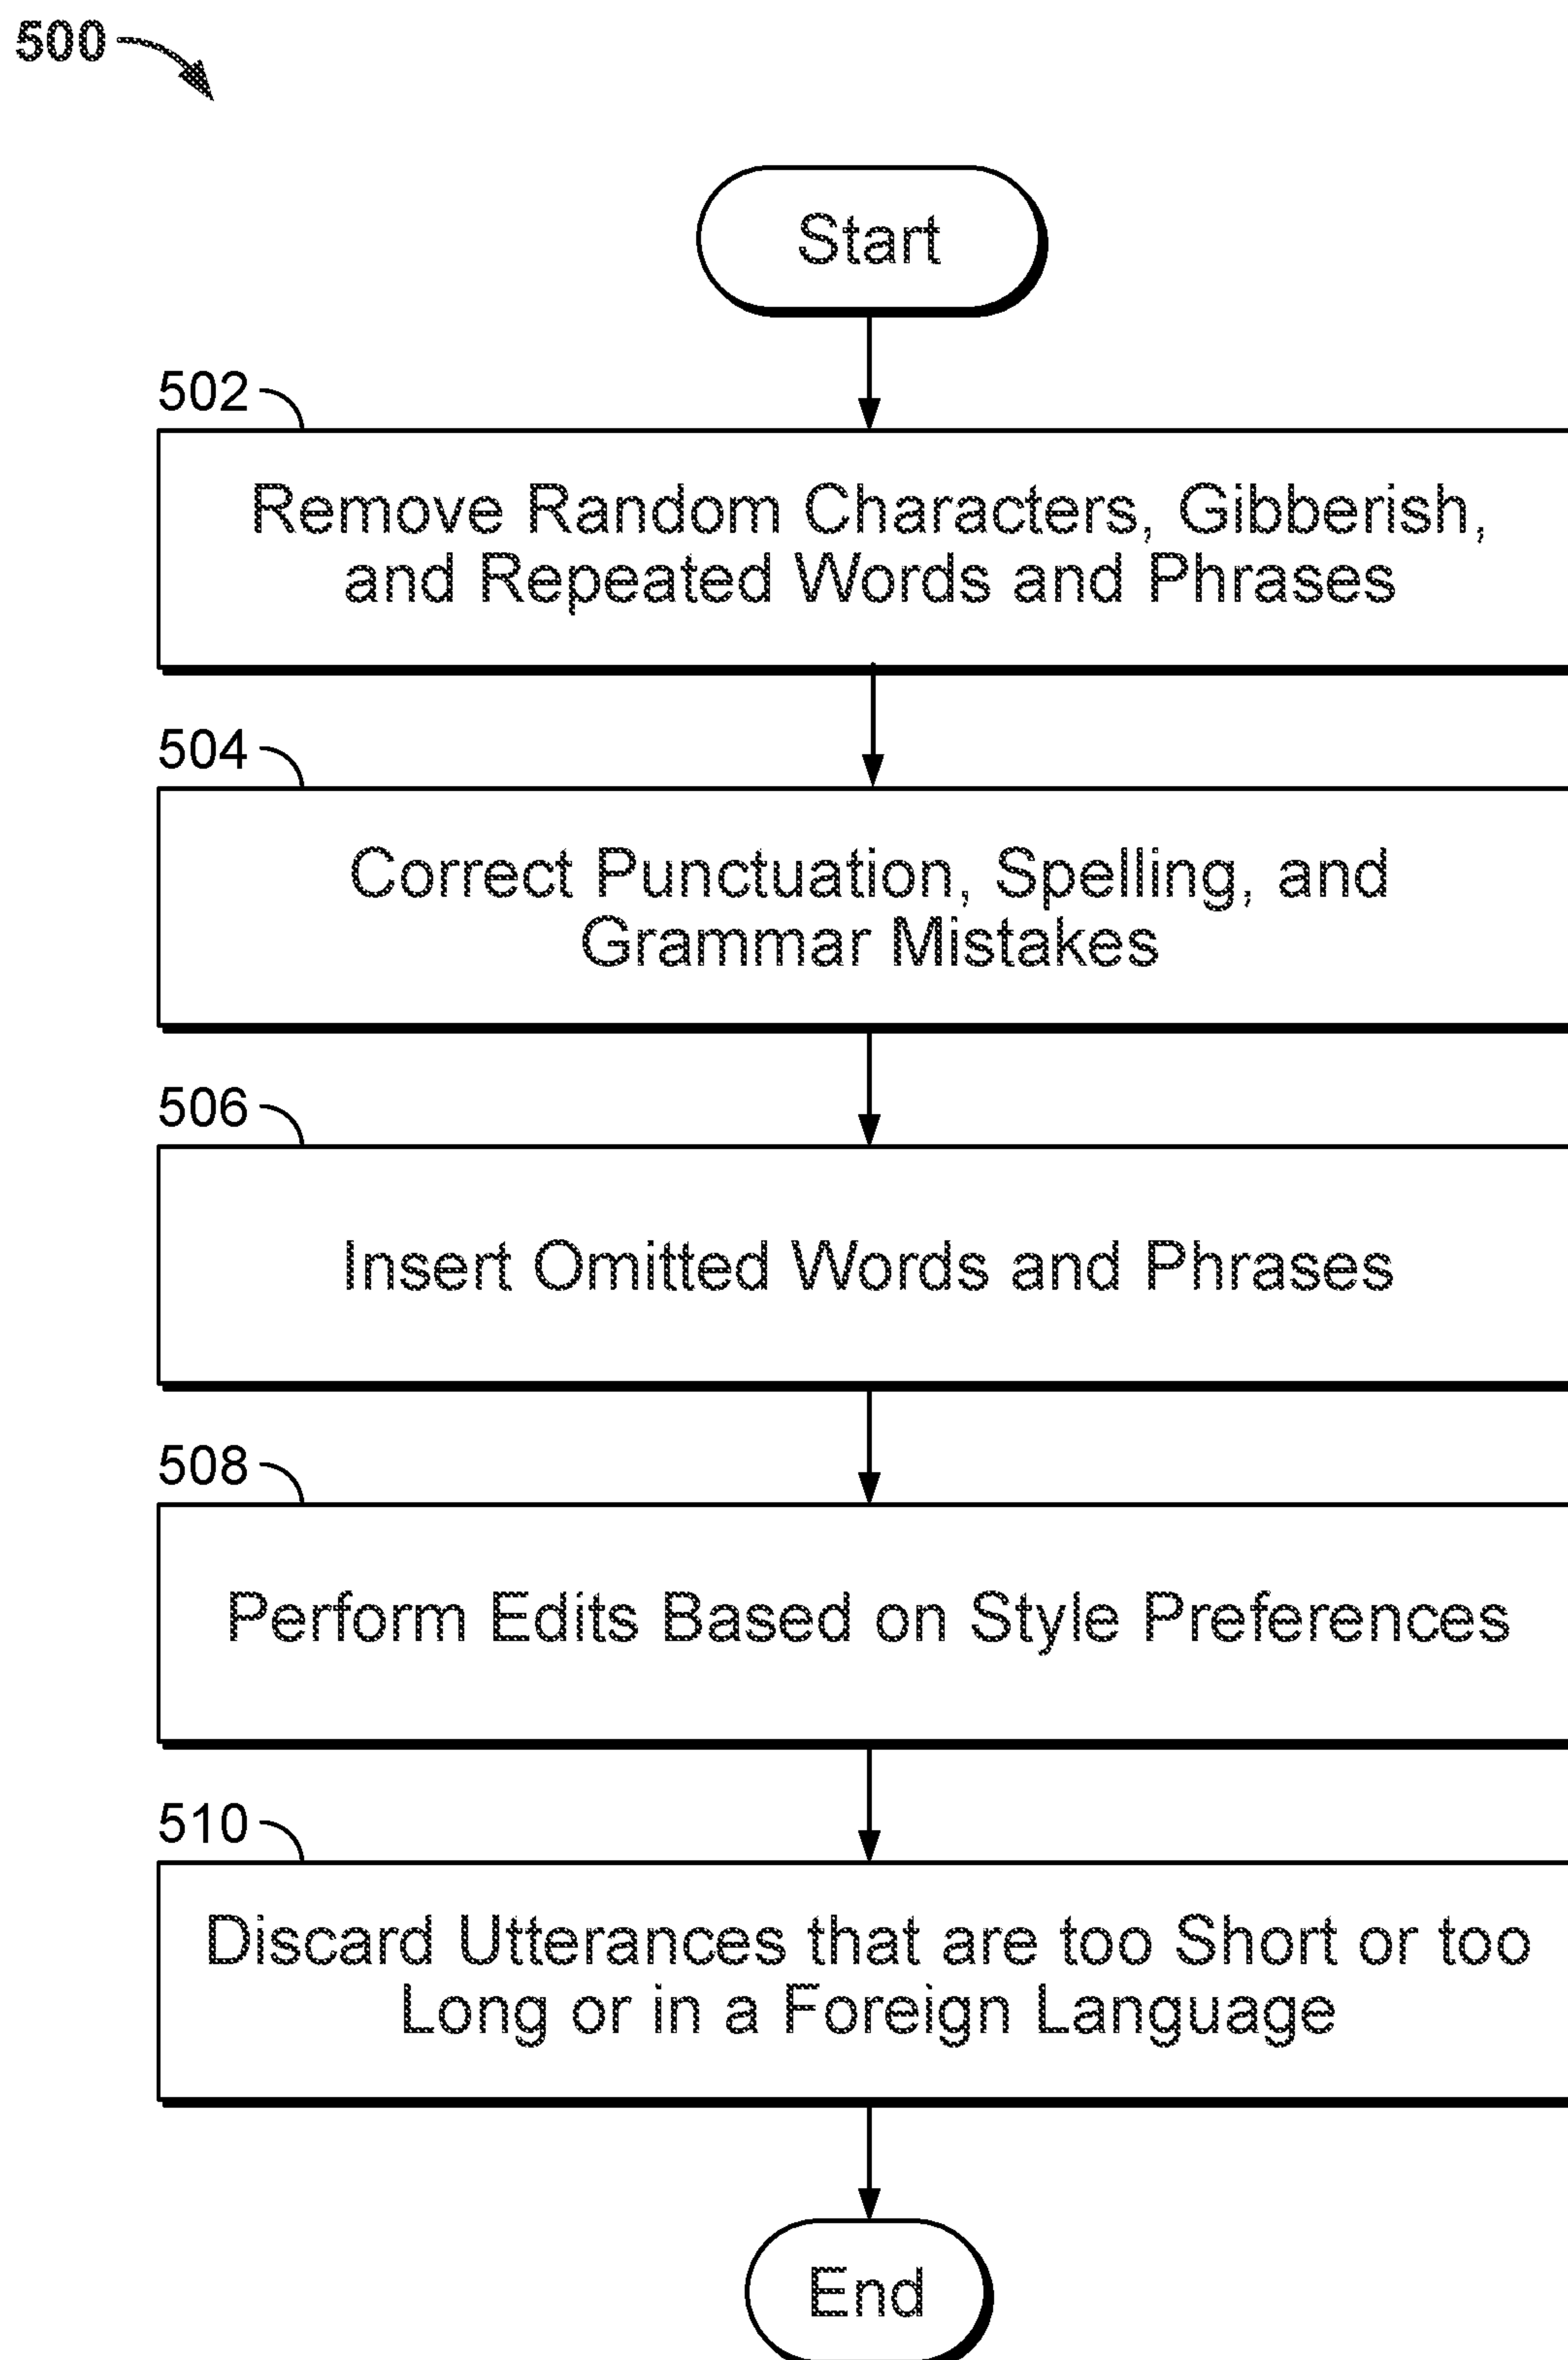 500
Start
502
Remove Random Characters, Gibberish,
and Repeated Words and Phrases
504
Correct Punctuation, Spelling, and
Grammar Mistakes
506
Insert Omitted Words and Phrases
508
Perform Edits Based on Style Preferences
510
Discard Utterances that are too Short or too
Long or in a Foreign Language
End